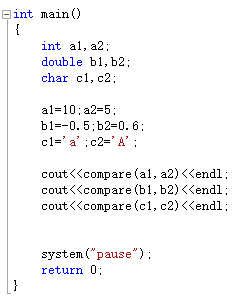 int main()
{
int a1,a2;
double b1,b2;
char c1,c2;
a1=10;a2=5;
b1=-0.5;b2=0.6;
c1='a';c2='A';
cout<<compare(a1,a2)<<endl;
cout<<compare(b1,b2)<<endl;
cout<<compare(c1,c2)<<endl;
system("pause");
return 0;
}